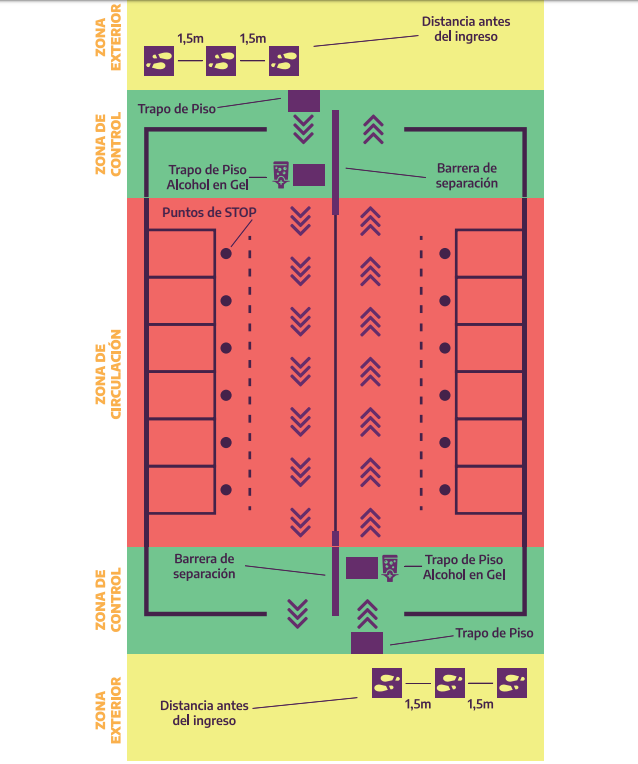 ZONA
EXTERIOR
1,5m
1,5m
Distancia antes
del ingreso
ZONA DE
CONTROL
Trapo de Piso
Trapo de Piso
Alcohol en Gel
Barrera de
separación
ZONA DE
CIRCULACIÓN
Puntos de STOP
ZONA DE
CONTROL
Barrera de
separación
Trapo de Piso
Alcohol en Gel
Trapo de Piso
ZONA
EXTERIOR
Distancia antes
del ingreso
1,5m
1,5m